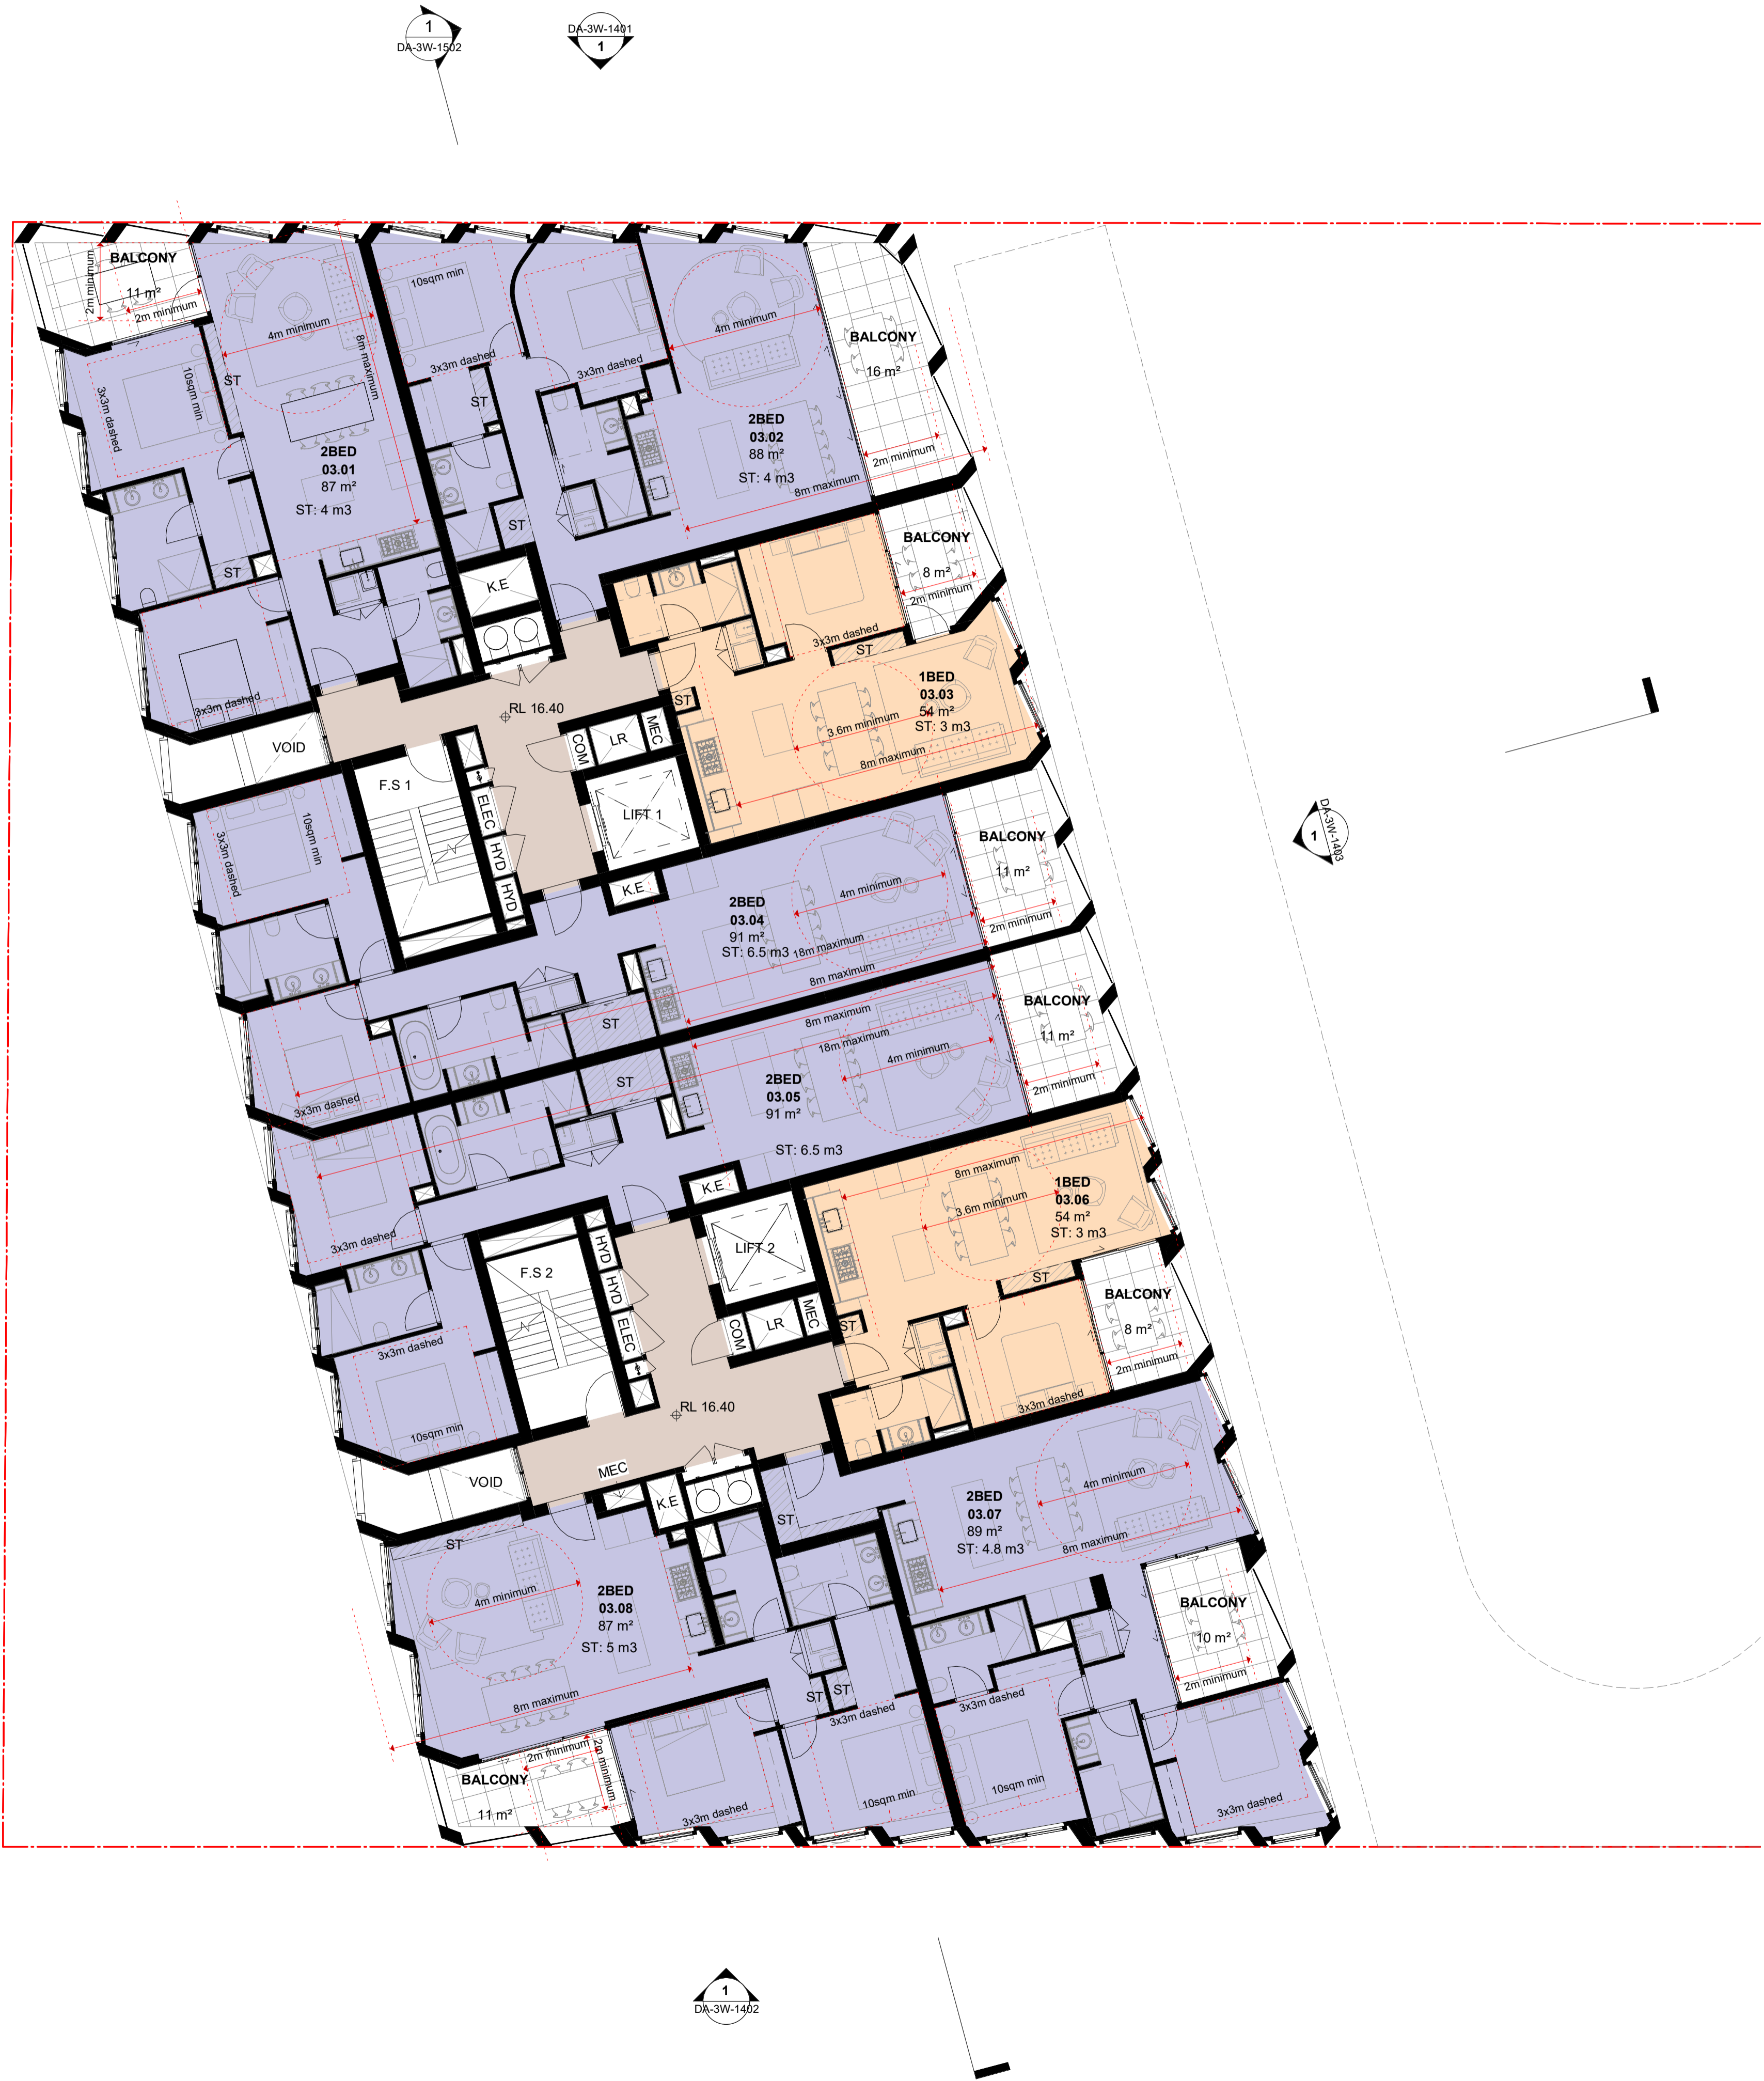 1
DA-3W-1502
DA-3W-1401
1
BALCONY
11 m²
2m minimum
2m minimum
4m minimum
8m maximum
10sqm min
3x3m dashed
ST
2BED
03.01
87 m²
ST: 4 m3
ST
3x3m dashed
10sqm min
3x3m dashed
ST
ST
3x3m dashed
4m minimum
2BED
03.02
88 m²
ST: 4 m3
8m maximum
BALCONY
16 m²
2m minimum
K.E
BALCONY
8 m²
2m minimum
3x3m dashed
ST
ST
1BED
03.03
54 m²
ST: 3 m3
3.6m minimum
8m maximum
RL 16.40
VOID
F.S 1
COM
LR
MEC
LIFT 1
ELEC
HYD
HYD
10sqm min
3x3m dashed
K.E
2BED
03.04
91 m²
ST: 6.5 m3
4m minimum
18m maximum
8m maximum
BALCONY
11 m²
2m minimum
ST
3x3m dashed
ST
8m maximum
18m maximum
4m minimum
2BED
03.05
91 m²
ST: 6.5 m3
BALCONY
11 m²
2m minimum
3x3m dashed
K.E
8m maximum
3.6m minimum
1BED
03.06
54 m²
ST: 3 m3
ST
ST
3x3m dashed
BALCONY
8 m²
2m minimum
F.S 2
HYD
HYD
ELEC
LIFT 2
COM
LR
MEC
3x3m dashed
10sqm min
RL 16.40
VOID
MEC
K.E
ST
ST
2BED
03.07
89 m²
ST: 4.8 m3
4m minimum
8m maximum
BALCONY
10 m²
2m minimum
4m minimum
2BED
03.08
87 m²
ST: 5 m3
8m maximum
ST
ST
3x3m dashed
10sqm min
3x3m dashed
3x3m dashed
10sqm min
3x3m dashed
BALCONY
11 m²
2m minimum
2m minimum
DA-3W-1403
1
1
DA-3W-1402